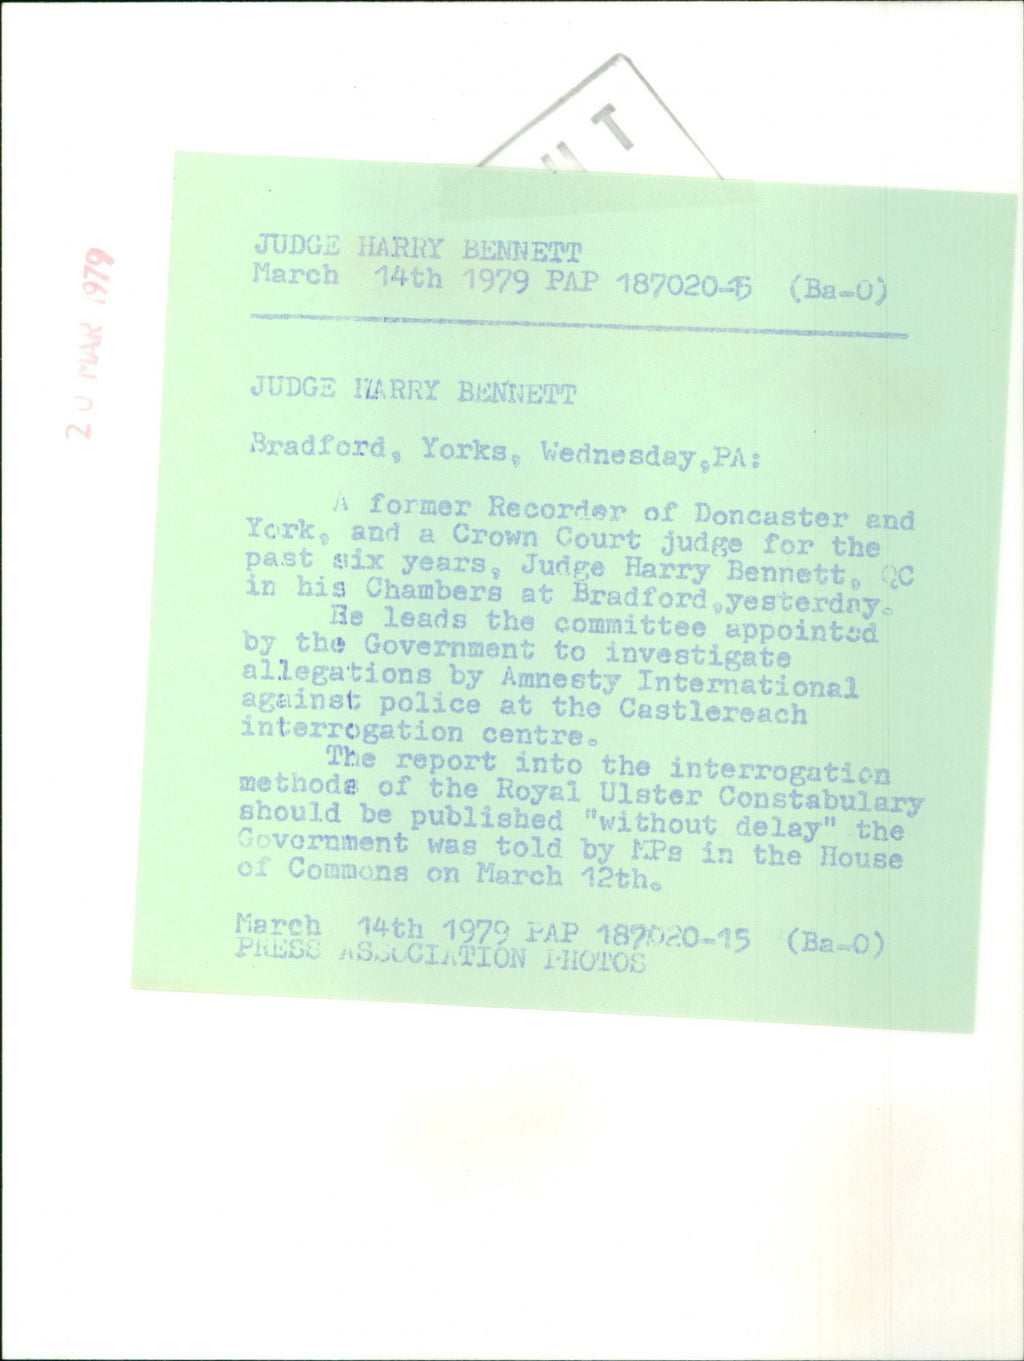 HT
20 MAR 1979
JUDGE HARRY BENNETT
March 14th 1979 PAP 187020-15 (Ba-O)
JUDGE HARRY BENNETT
Bradford, Yorks, Wednesday,PA:
A former Recorder of Doncaster and
York, and a Crown Court judge for the
past six years, Judge Harry Bennett, QC
in his Chambers at Bradford,yesterday.
He leads the committee appointed
by the Government to investigate
allegations by Amnesty International
against police at the Castlereach
interrogation centre.
The report into the interrogation
methods of the Royal Ulster Constabulary
should be published "without delay" the
Government was told by MPs in the House
of Commons on March 12th.
March 14th 1979 PAP 187020-15 (Ba-O)
PRESS ASSOCIATION PHOTOS